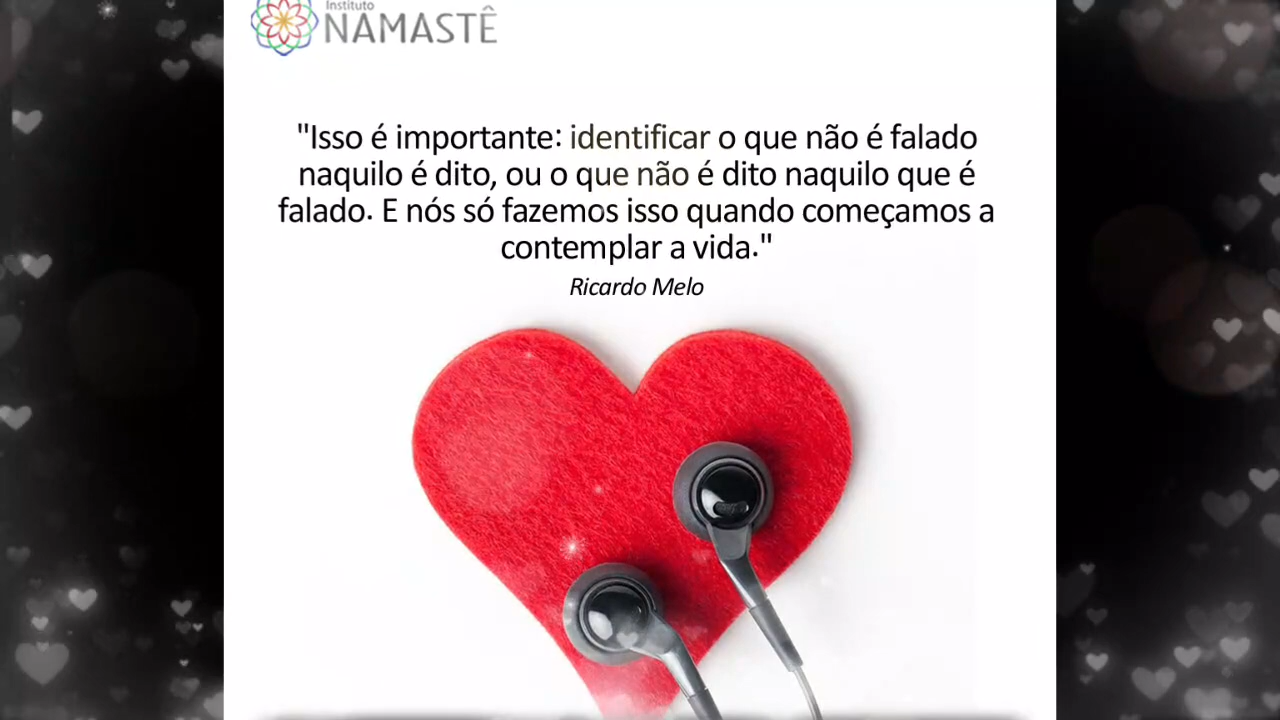 Instituto
NAMASTÊ
"Isso é importante: identificar o que não é falado
naquilo é dito, ou o que não é dito naquilo que é
falado. E nós só fazemos isso quando começamos a
contemplar a vida."
Ricardo Melo